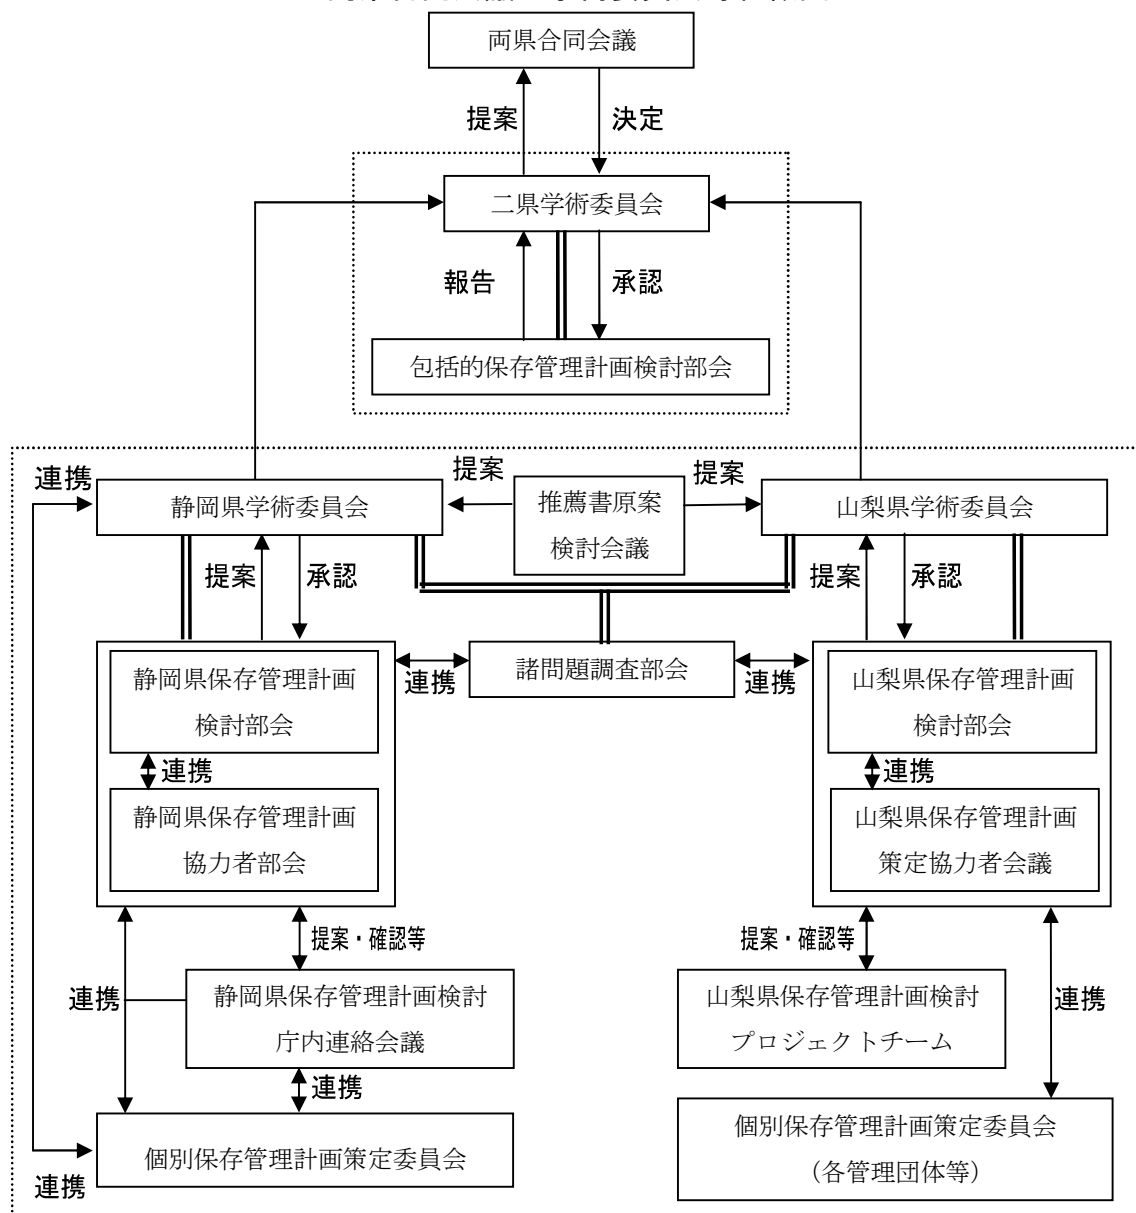 両県合同会議
提案
決定
二県学術委員会
報告
承認
包括的保存管理計画検討部会
連携
提案
提案
静岡県学術委員会
推薦書原案
検討会議
山梨県学術委員会
提案
承認
提案
承認
静岡県保存管理計画
検討部会
連携
諸問題調査部会
連携
山梨県保存管理計画
検討部会
連携
連携
静岡県保存管理計画
協力者部会
山梨県保存管理計画
策定協力者会議
提案・確認等
提案・確認等
連携
静岡県保存管理計画検討
庁内連絡会議
山梨県保存管理計画検討
プロジェクトチーム
連携
連携
個別保存管理計画策定委員会
個別保存管理計画策定委員会
(各管理団体等)
連携